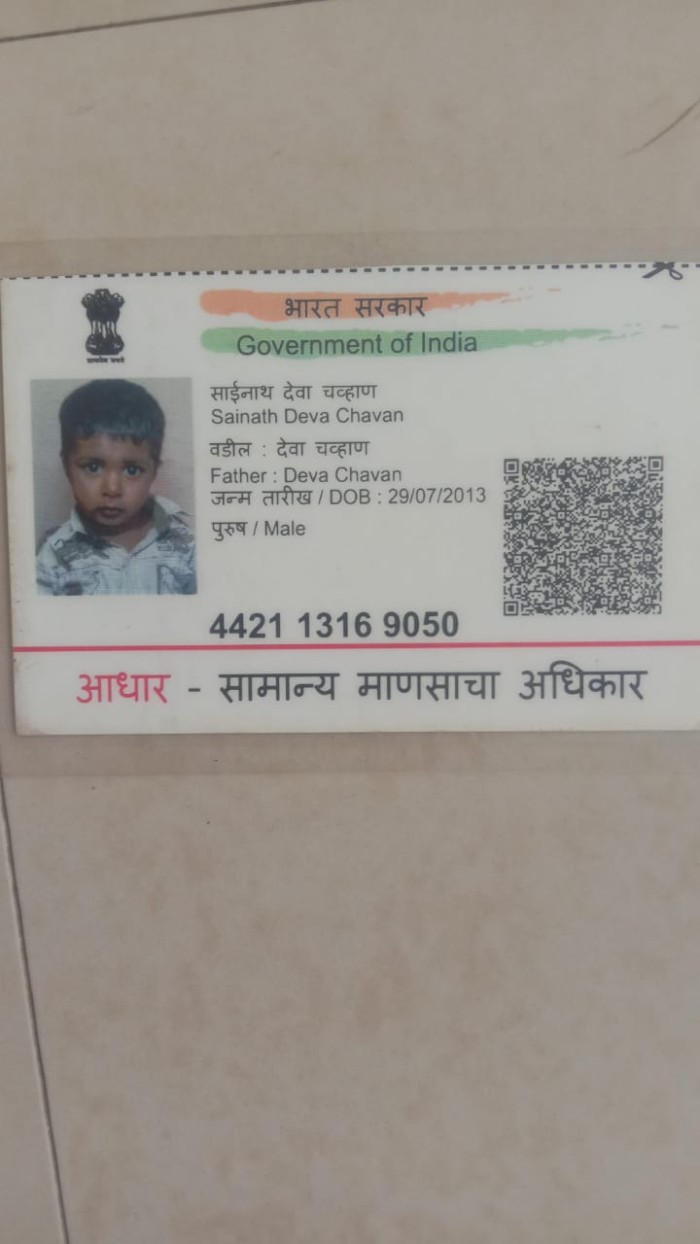 भारत सरकार
Government of India
साईनाथ देवा चव्हाण
Sainath Deva Chavan
वडील : देवा चव्हाण
Father : Deva Chavan
जन्म तारीख / DOB : 29/07/2013
पुरुष / Male
4421 1316 9050
आधार - सामान्य माणसाचा अधिकार